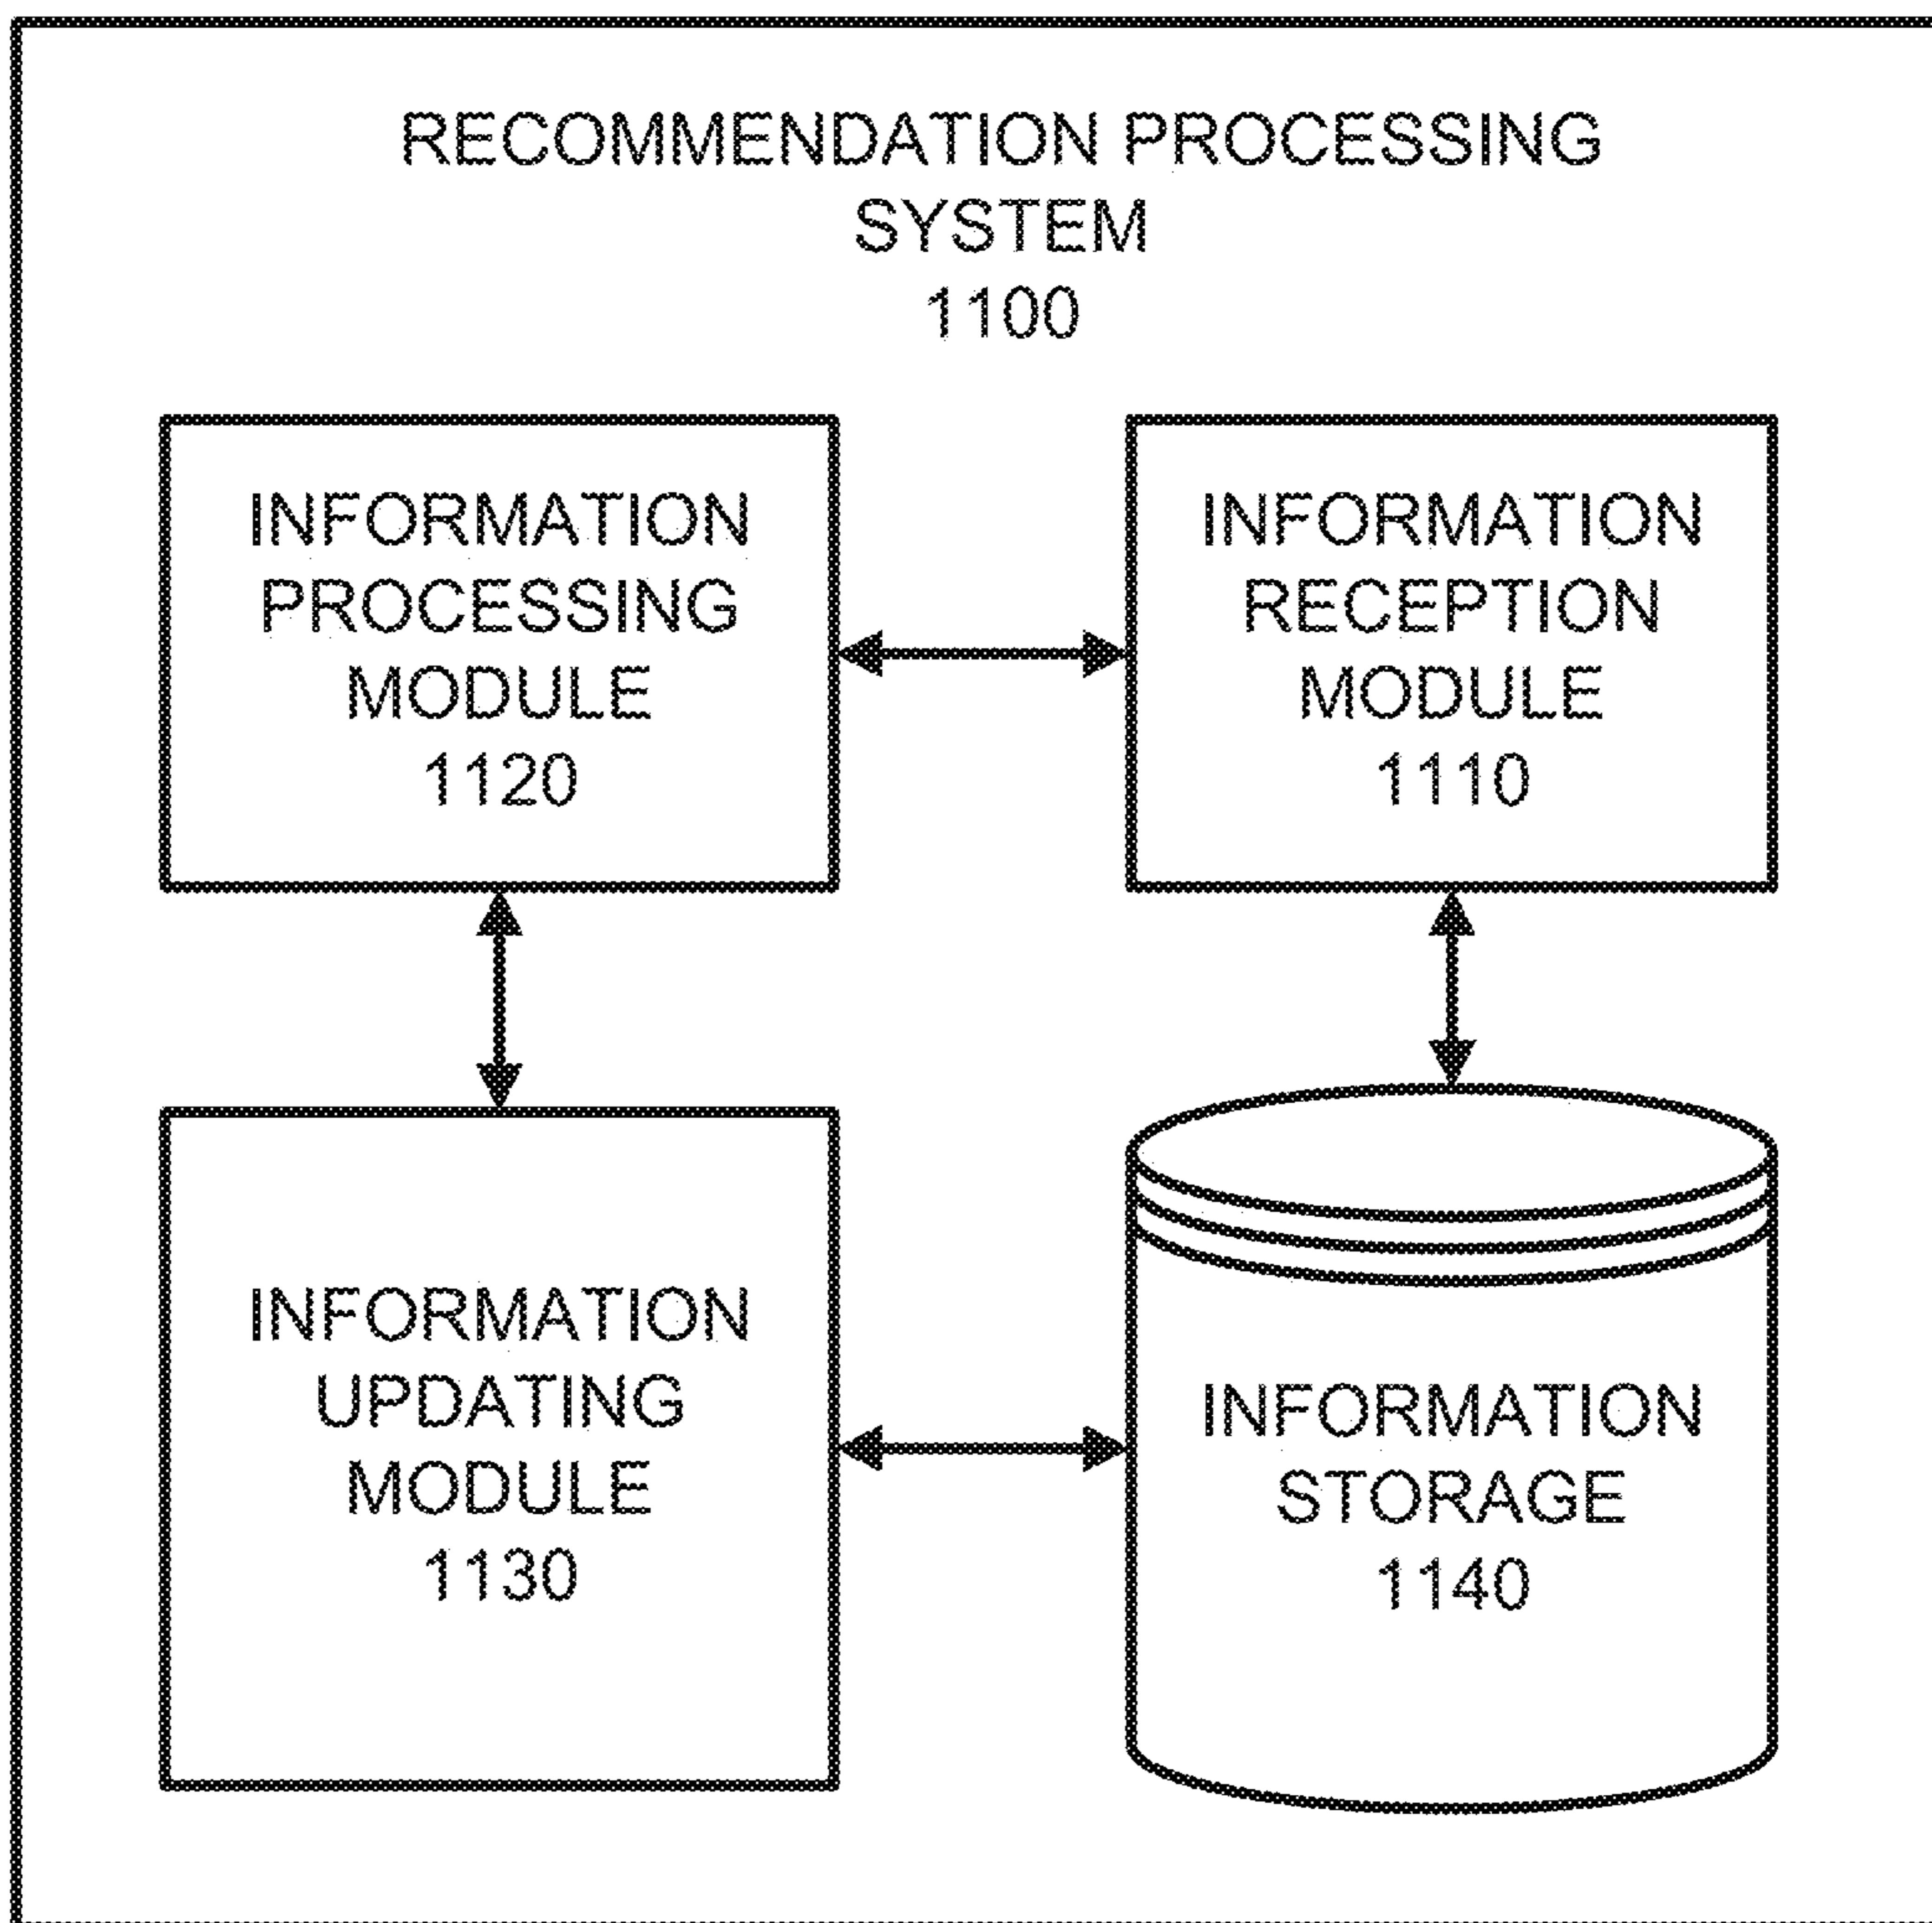 RECOMMENDATION PROCESSING
SYSTEM
1100
INFORMATION
PROCESSING
MODULE
1120
INFORMATION
RECEPTION
MODULE
1110
INFORMATION
UPDATING
MODULE
1130
INFORMATION
STORAGE
1140